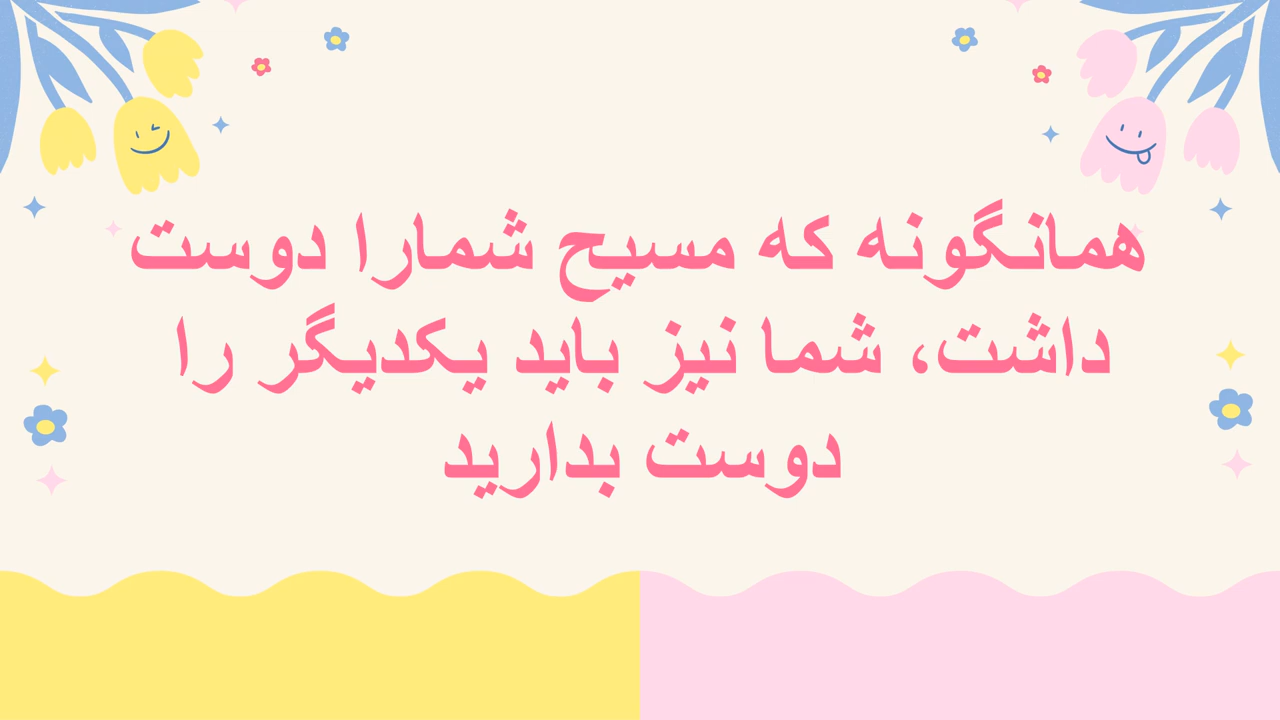 همانگونه که مسیح شمارا دوست
داشت، شما نیز باید یکدیگر را
دوست بدارید